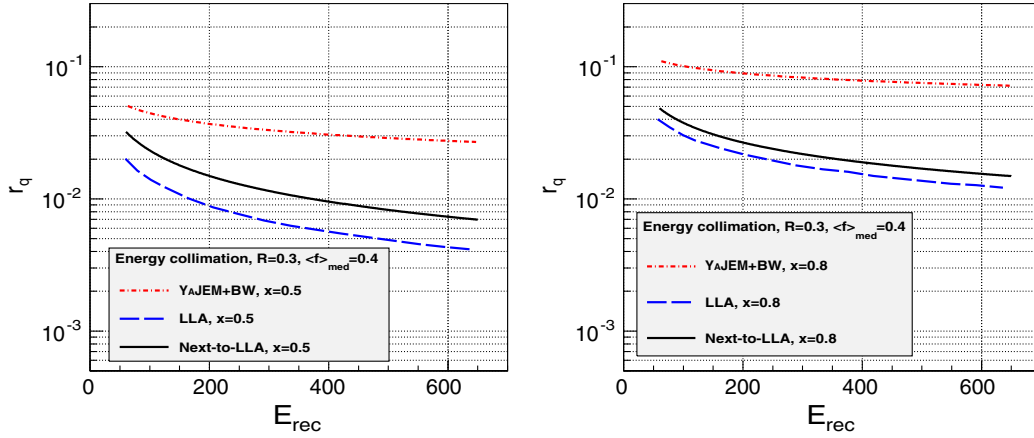 r_q
10^-1
10^-2
10^-3
Energy collimation, R=0.3, <f>_med=0.4
YAJEM+BW, x=0.5
LLA, x=0.5
Next-to-LLA, x=0.5
0 200 400 600
E_rec
r_q
10^-1
10^-2
10^-3
Energy collimation, R=0.3, <f>_med=0.4
YAJEM+BW, x=0.8
LLA, x=0.8
Next-to-LLA, x=0.8
0 200 400 600
E_rec